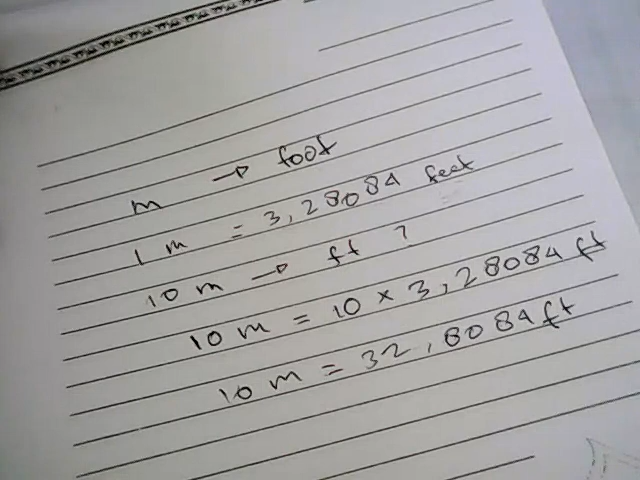 m → foot
1 m = 3,28084 feet
10 m → ft ?
10 m = 10 × 3,28084 ft
10 m = 32,8084 ft